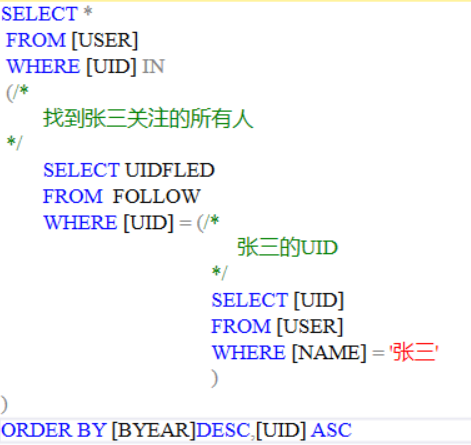 SELECT *
FROM [USER]
WHERE [UID] IN
(/*
找到张三关注的所有人
*/
SELECT UIDFLED
FROM  FOLLOW
WHERE [UID] = (/*
张三的UID
*/
SELECT [UID]
FROM [USER]
WHERE [NAME] = '张三'
)
)
ORDER BY [BYEAR]DESC,[UID] ASC